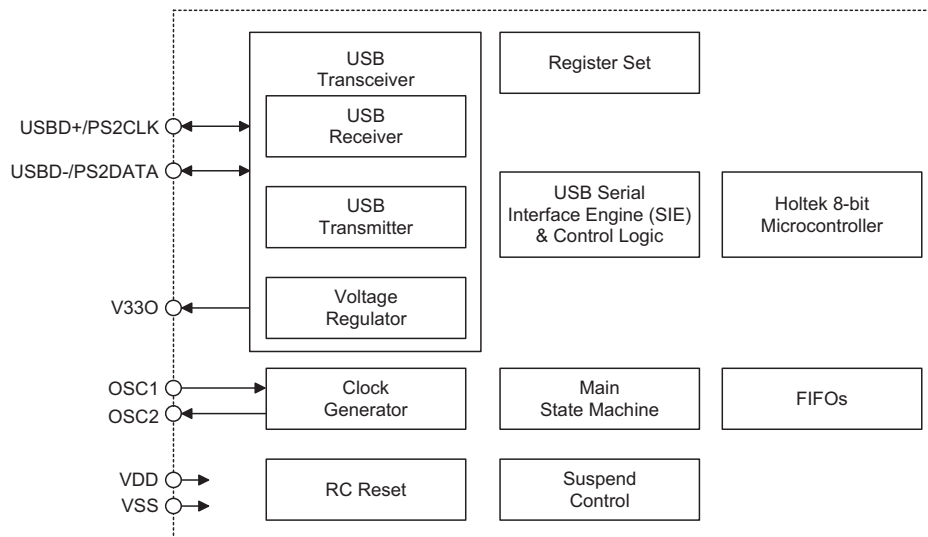 USB
Transceiver
Register Set
USBD+/PS2CLK
USB
Receiver
USBD-/PS2DATA
USB
Transmitter
USB Serial
Interface Engine (SIE)
& Control Logic
Holtek 8-bit
Microcontroller
V33O
Voltage
Regulator
OSC1
OSC2
Clock
Generator
Main
State Machine
FIFOs
VDD
VSS
RC Reset
Suspend
Control